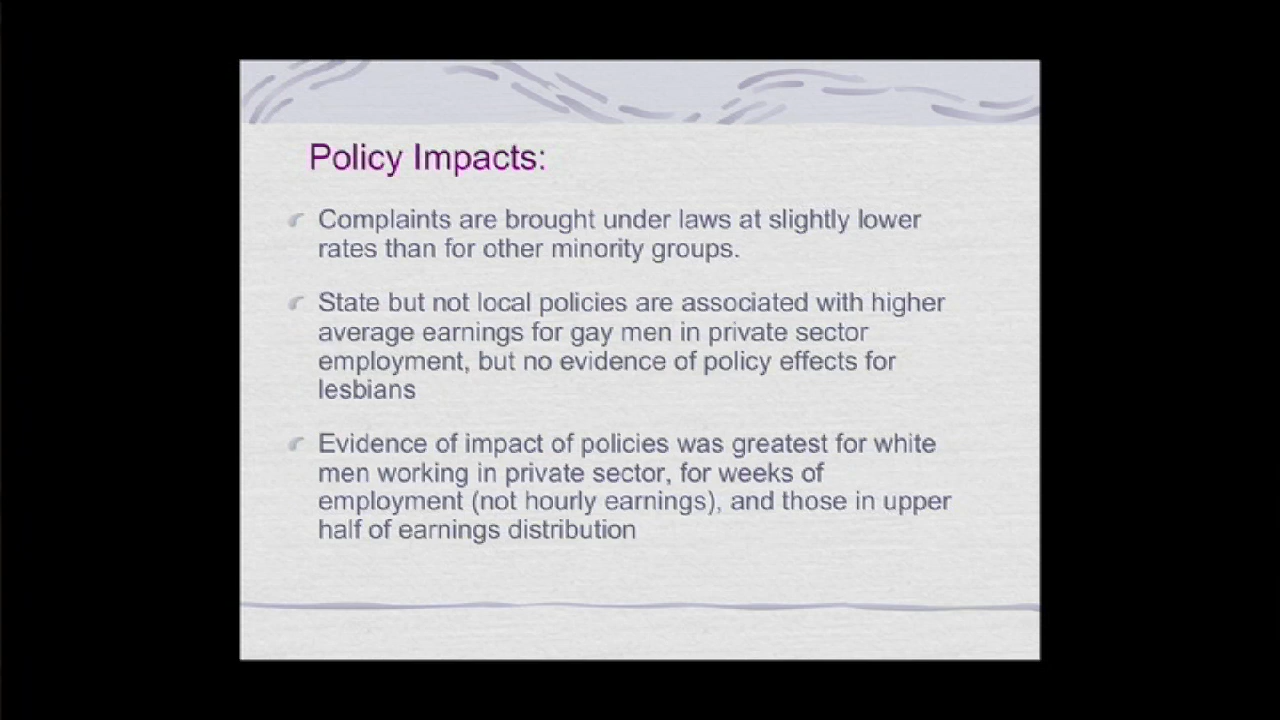 Policy Impacts:
Complaints are brought under laws at slightly lower
rates than for other minority groups.
State but not local policies are associated with higher
average earnings for gay men in private sector
employment, but no evidence of policy effects for
lesbians
Evidence of impact of policies was greatest for white
men working in private sector, for weeks of
employment (not hourly earnings), and those in upper
half of earnings distribution